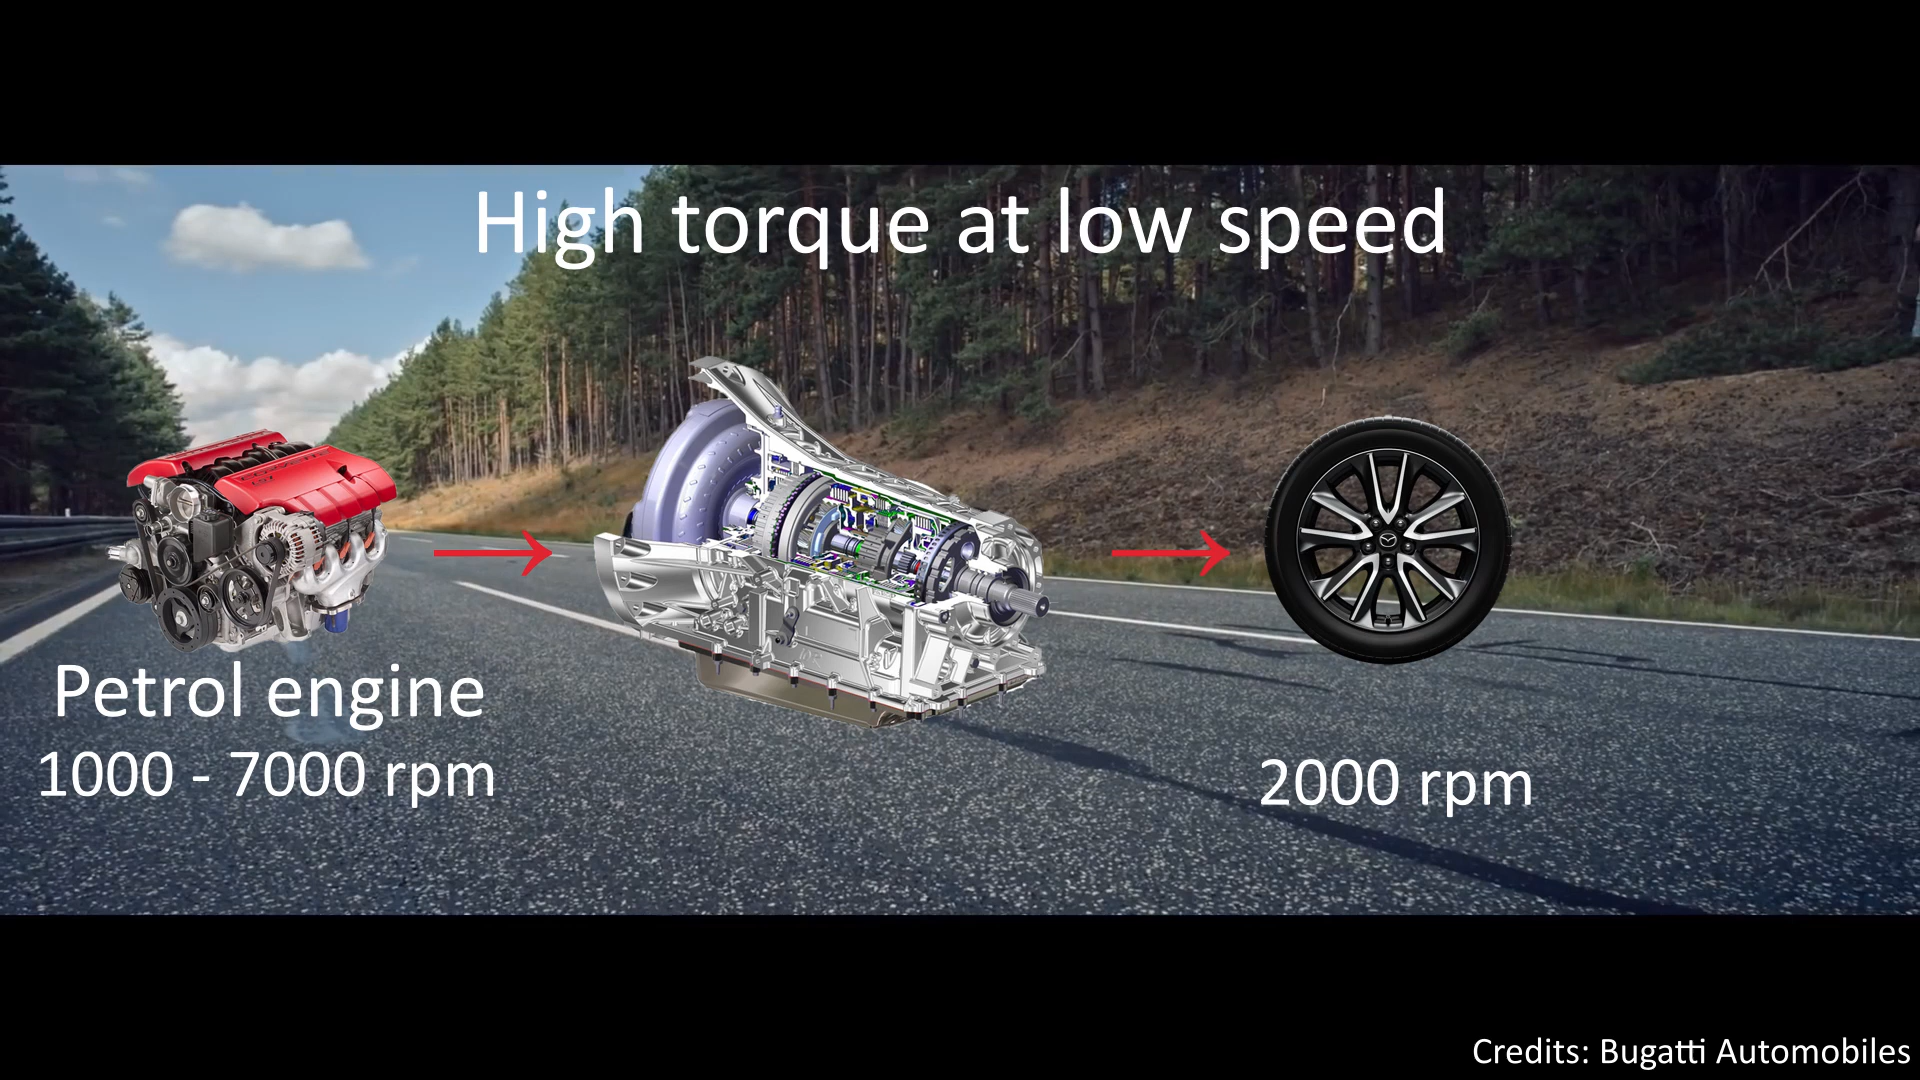 High torque at low speed
Petrol engine
1000 - 7000 rpm
2000 rpm
Credits: Bugatti Automobiles